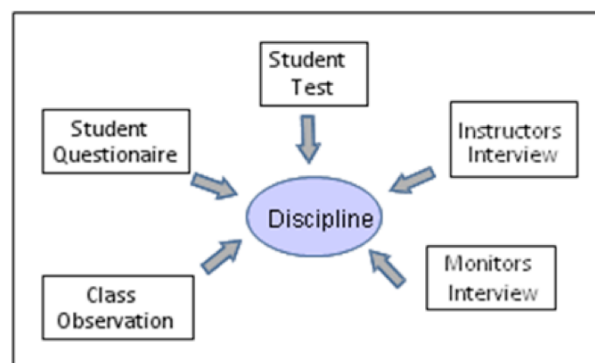 Student
Test
Student
Questionaire
Instructors
Interview
Discipline
Class
Observation
Monitors
Interview